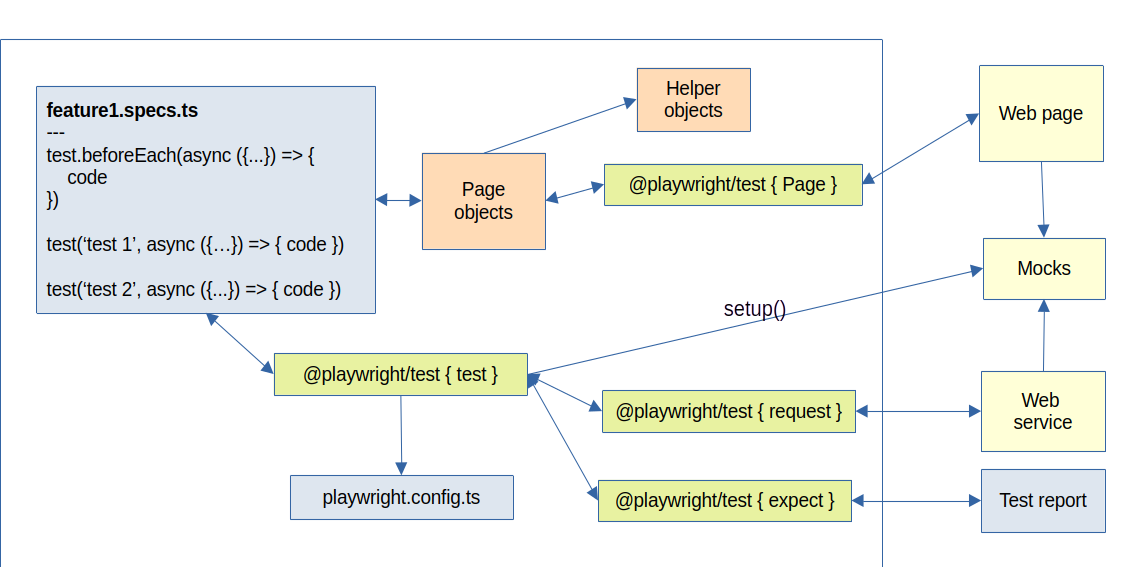 feature1.specs.ts
---
test.beforeEach(async ({...}) => {
    code
})
test(‘test 1’, async ({…}) => { code })
test(‘test 2’, async ({...}) => { code })
Page
objects
Helper
objects
@playwright/test { Page }
Web page
Mocks
setup()
@playwright/test { test }
@playwright/test { request }
Web
service
playwright.config.ts
@playwright/test { expect }
Test report